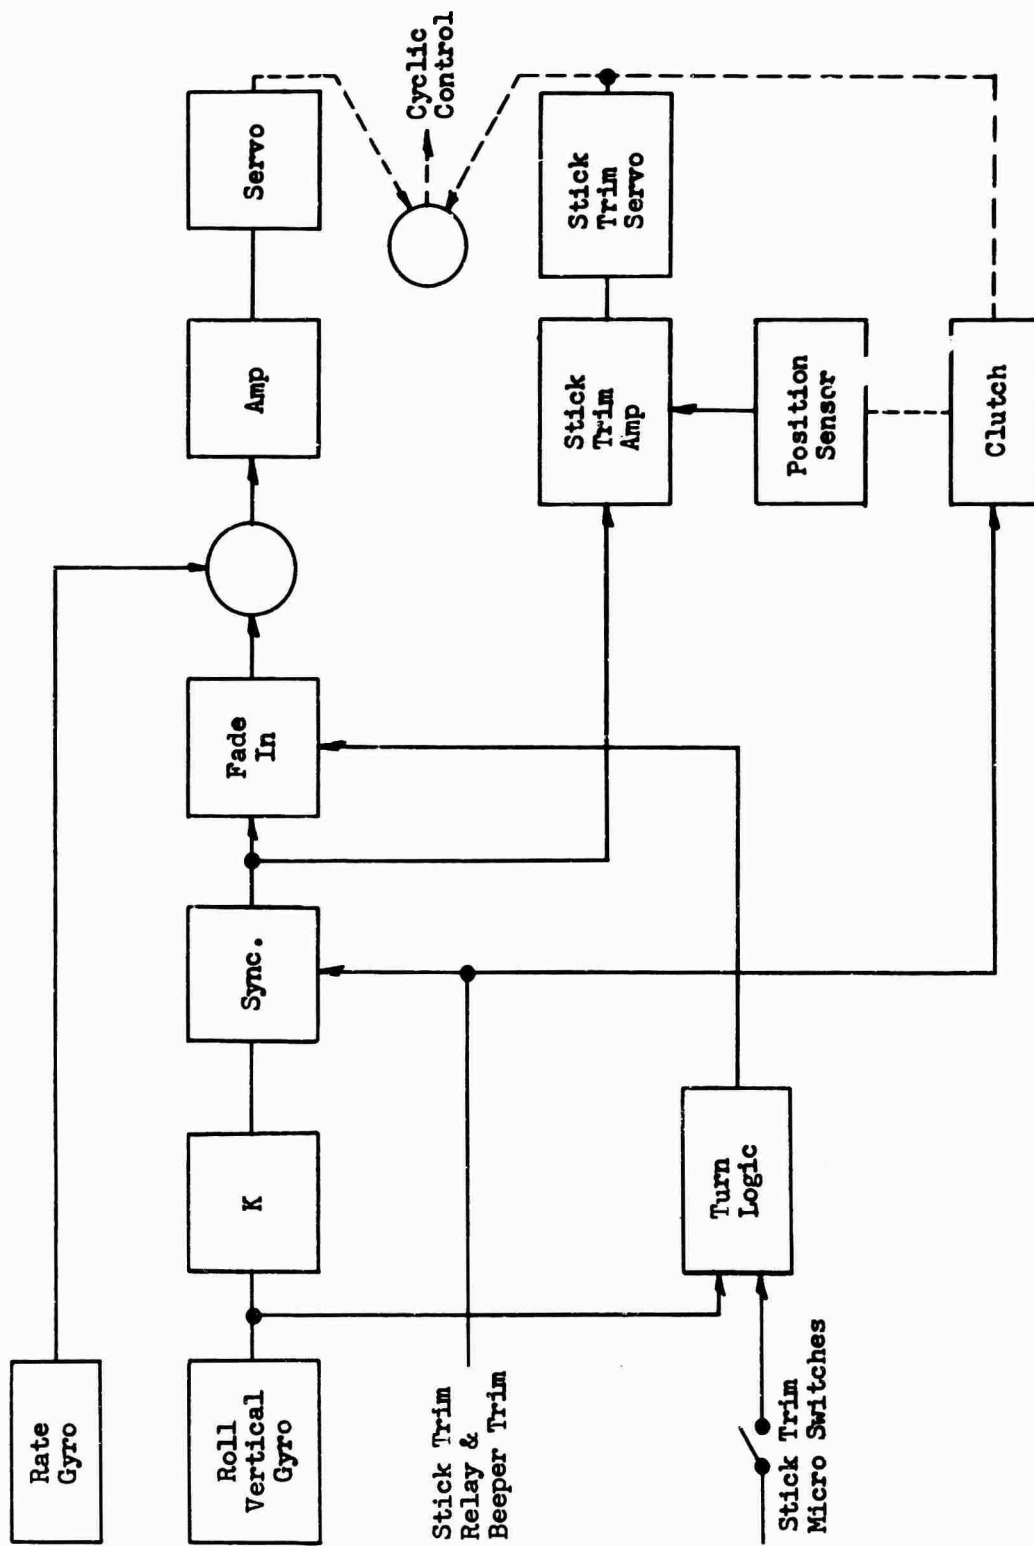 Rate
Gyro
Roll
Vertical
Gyro
K
Sync.
Fade
In
Amp
Servo
Cyclic
Control
Stick Trim
Relay &
Beeper Trim
Stick
Trim
Amp
Stick
Trim
Servo
Turn
Logic
Position
Sensor
Stick Trim
Micro Switches
Clutch